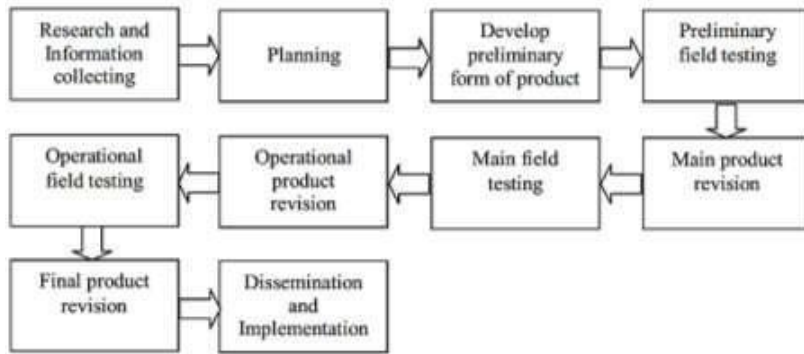 Research and
Information
collecting
Planning
Develop
preliminary
form of product
Preliminary
field testing
Main product
revision
Main field
testing
Operational
product
revision
Operational
field testing
Final product
revision
Dissemination
and
Implementation